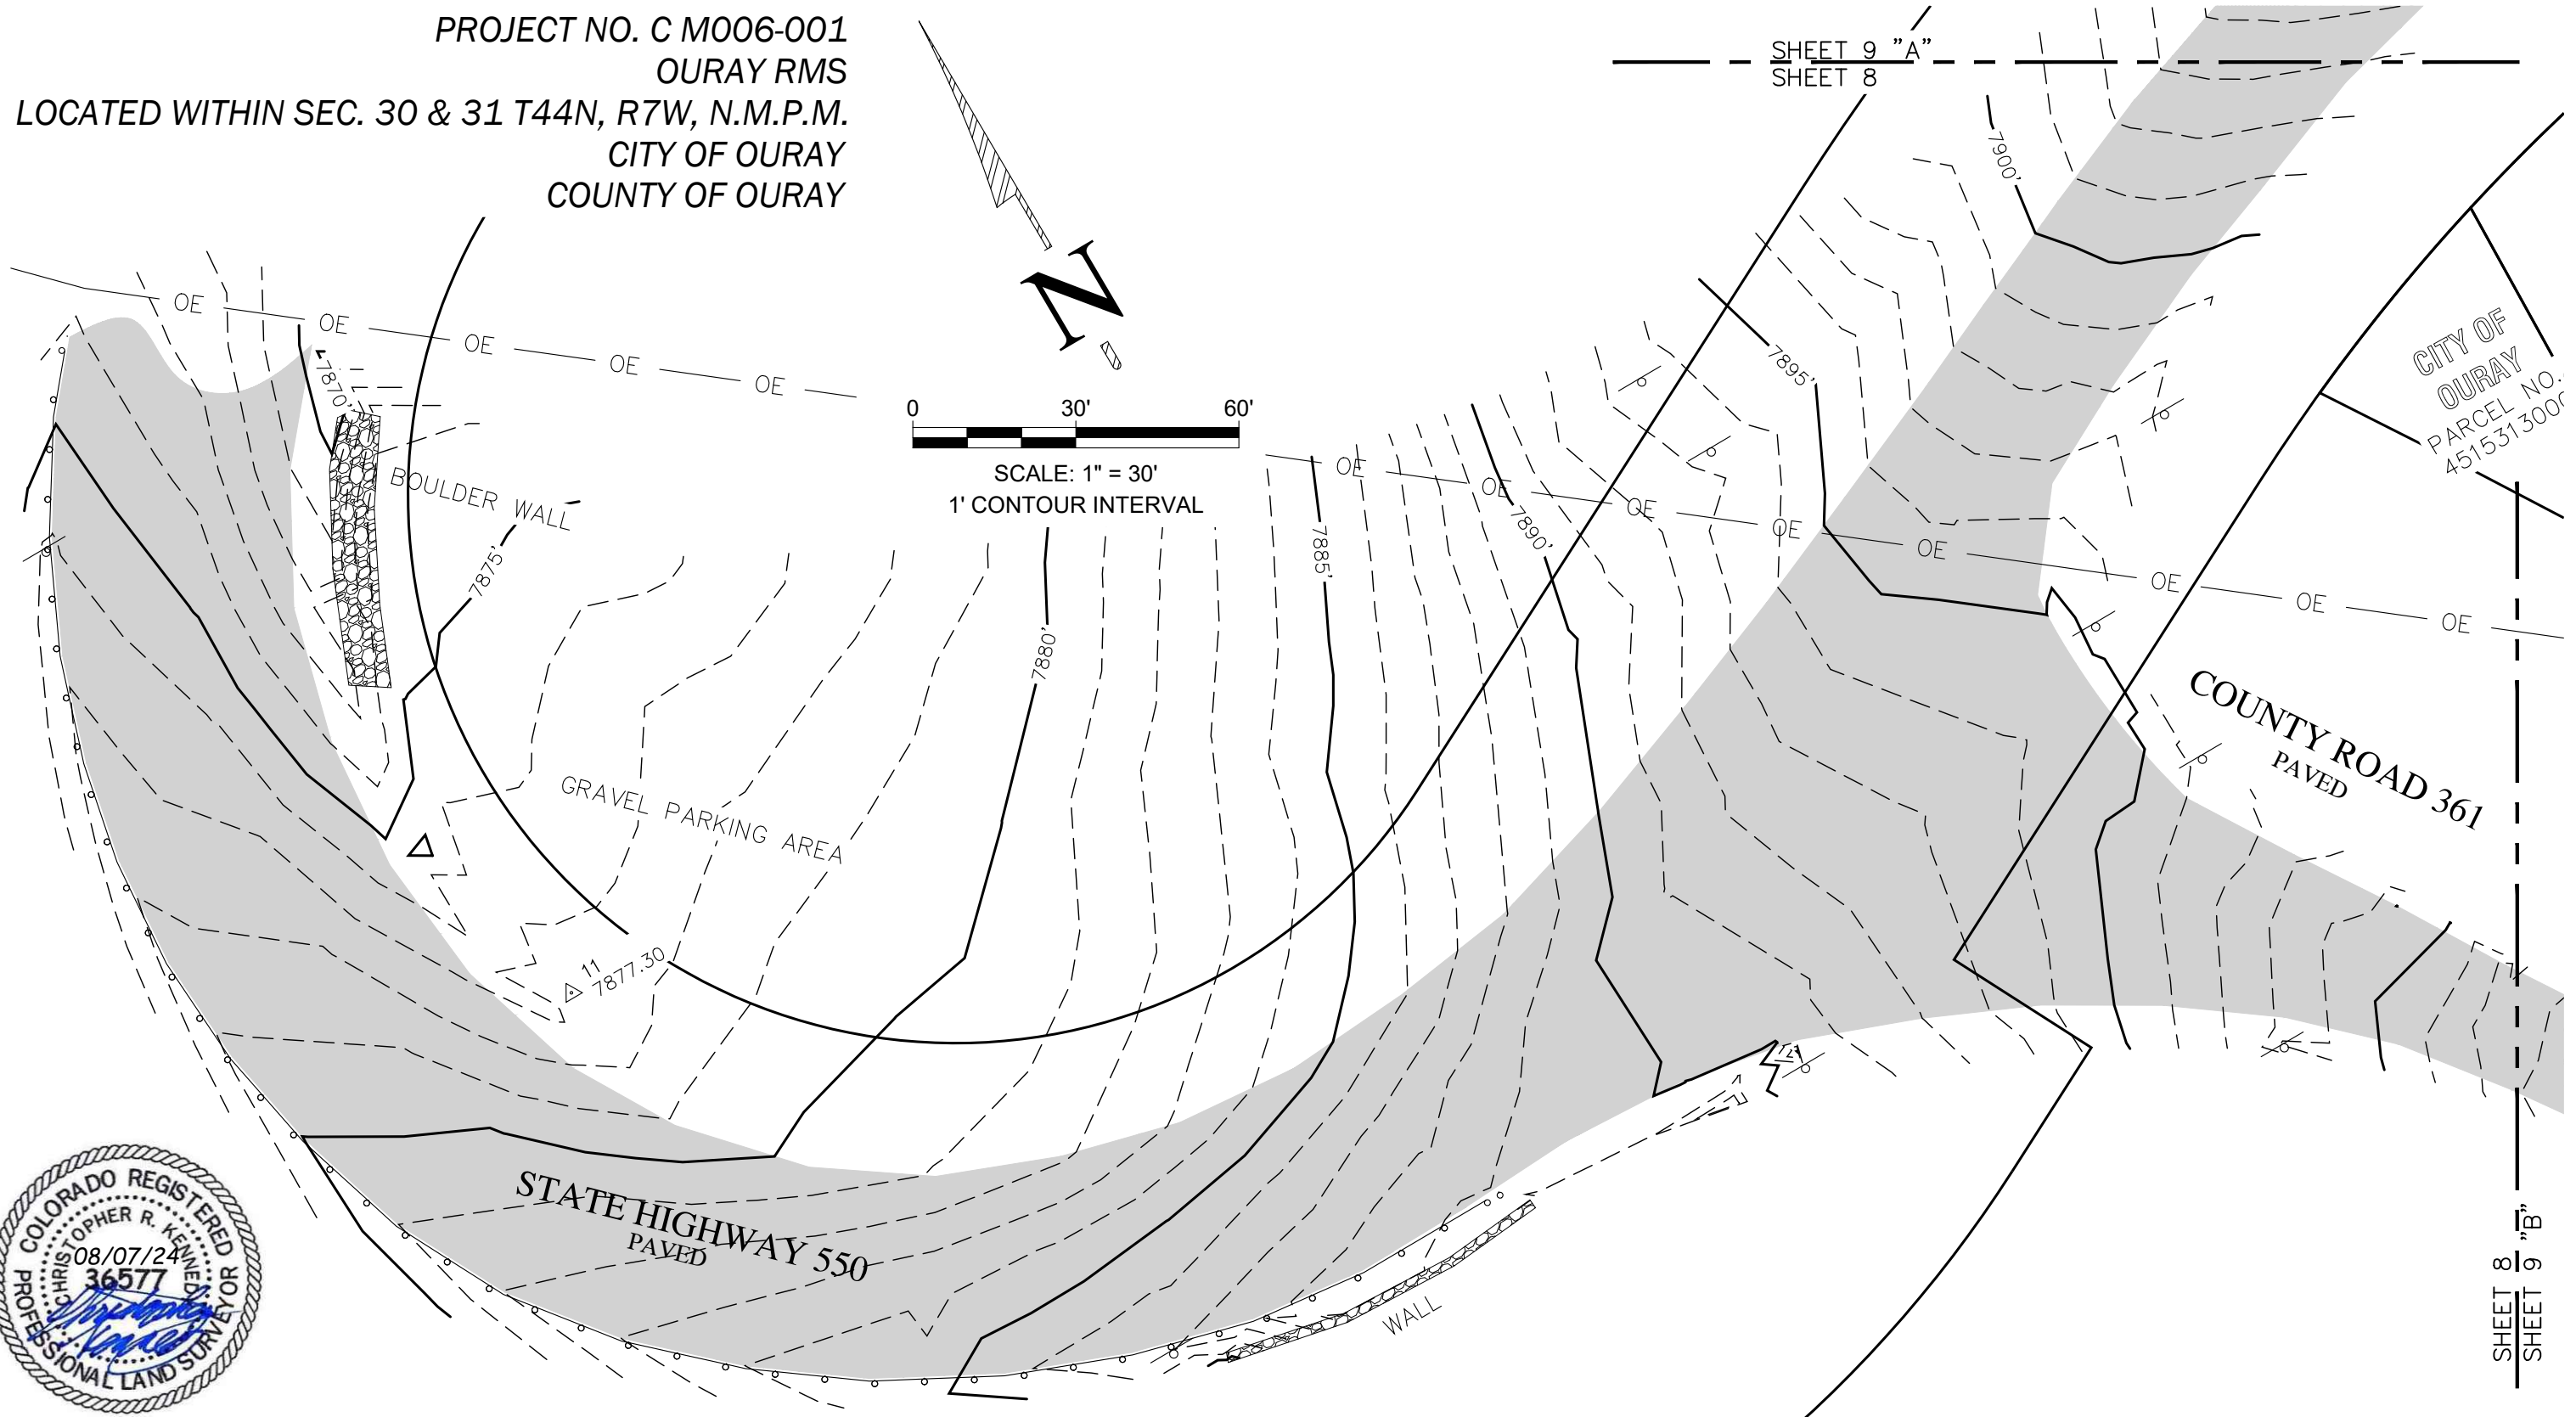 PROJECT NO. C M006-001
OURAY RMS
LOCATED WITHIN SEC. 30 & 31 T44N, R7W, N.M.P.M.
CITY OF OURAY
COUNTY OF OURAY
SHEET 9 "A"
SHEET 8
N
0 30' 60'
SCALE: 1" = 30'
1' CONTOUR INTERVAL
OE
OE
OE
OE
OE
OE
OE
OE
OE
OE
OE
OE
OE
7900'
7895'
7890'
7885'
7880'
7875'
7870'
BOULDER WALL
GRAVEL PARKING AREA
11
7877.30
CITY OF
OURAY
PARCEL NO.
COUNTY ROAD 361
PAVED
STATE HIGHWAY 550
PAVED
WALL
SHEET 8
SHEET 9 "B"
COLORADO REGISTERED
CHRISTOPHER R. KENNEDY
08/07/24
36577
PROFESSIONAL LAND SURVEYOR